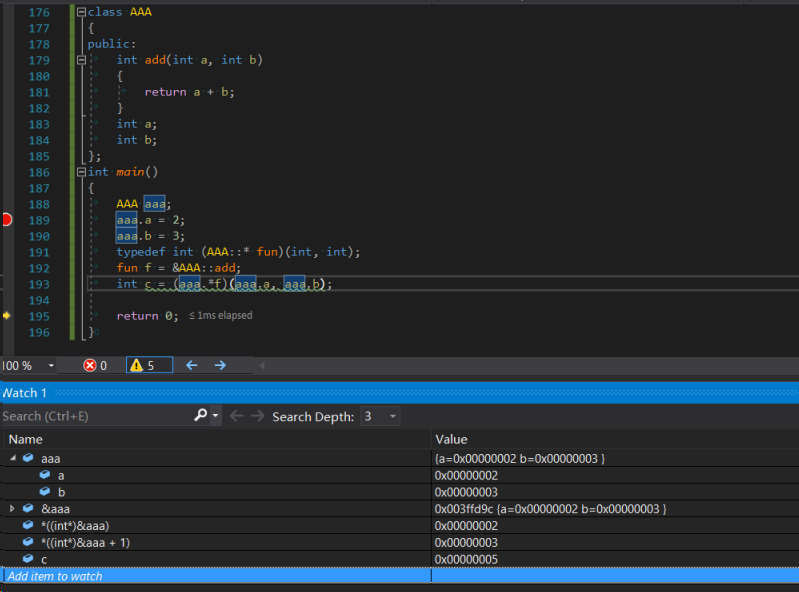 176 class AAA
177 {
178 public:
179 int add(int a, int b)
180 {
181 return a + b;
182 }
183 int a;
184 int b;
185 };
186 int main()
187 {
188 AAA aaa;
189 aaa.a = 2;
190 aaa.b = 3;
191 typedef int (AAA::* fun)(int, int);
192 fun f = &AAA::add;
193 int c = (aaa.*f)(aaa.a, aaa.b);
194
195 return 0; ≤ 1ms elapsed
196 }
100 % 0 5
Watch 1
Search (Ctrl+E) Search Depth: 3
Name Value
aaa {a=0x00000002 b=0x00000003 }
a 0x00000002
b 0x00000003
&aaa 0x003ffd9c {a=0x00000002 b=0x00000003 }
*((int*)&aaa) 0x00000002
*((int*)&aaa + 1) 0x00000003
c 0x00000005
Add item to watch